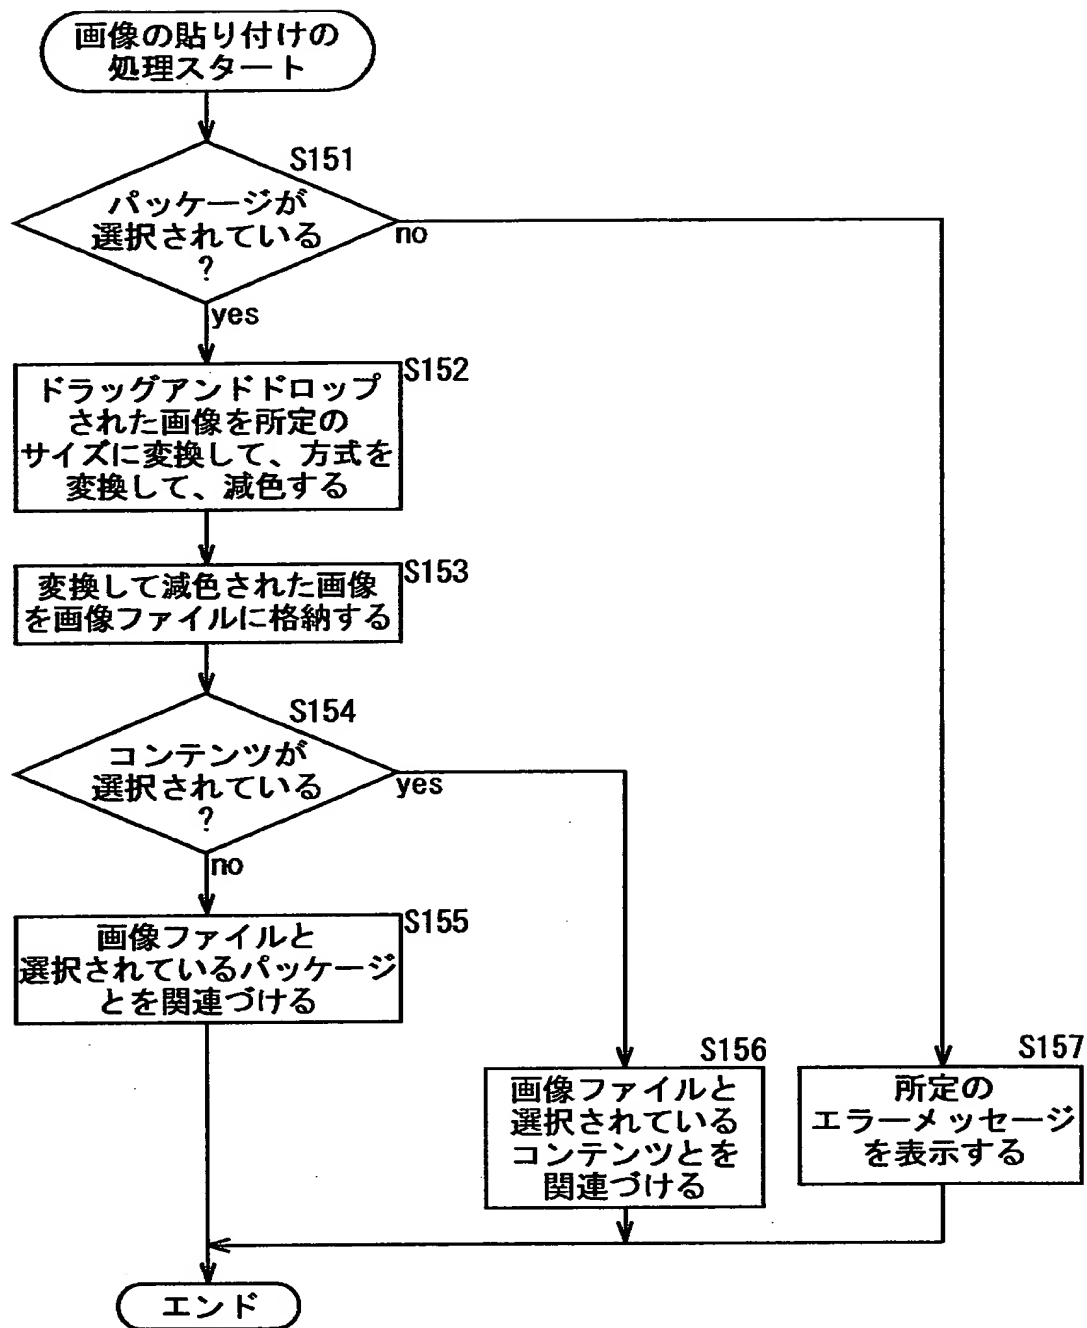 画像の貼り付けの
処理スタート
S151
パッケージが
選択されている
?
no
yes
S152
ドラッグアンドドロップ
された画像を所定の
サイズに変換して、方式を
変換して、減色する
S153
変換して減色された画像
を画像ファイルに格納する
S154
コンテンツが
選択されている
?
yes
no
S155
画像ファイルと
選択されているパッケージ
とを関連づける
S156
画像ファイルと
選択されている
コンテンツとを
関連づける
S157
所定の
エラーメッセージ
を表示する
エンド